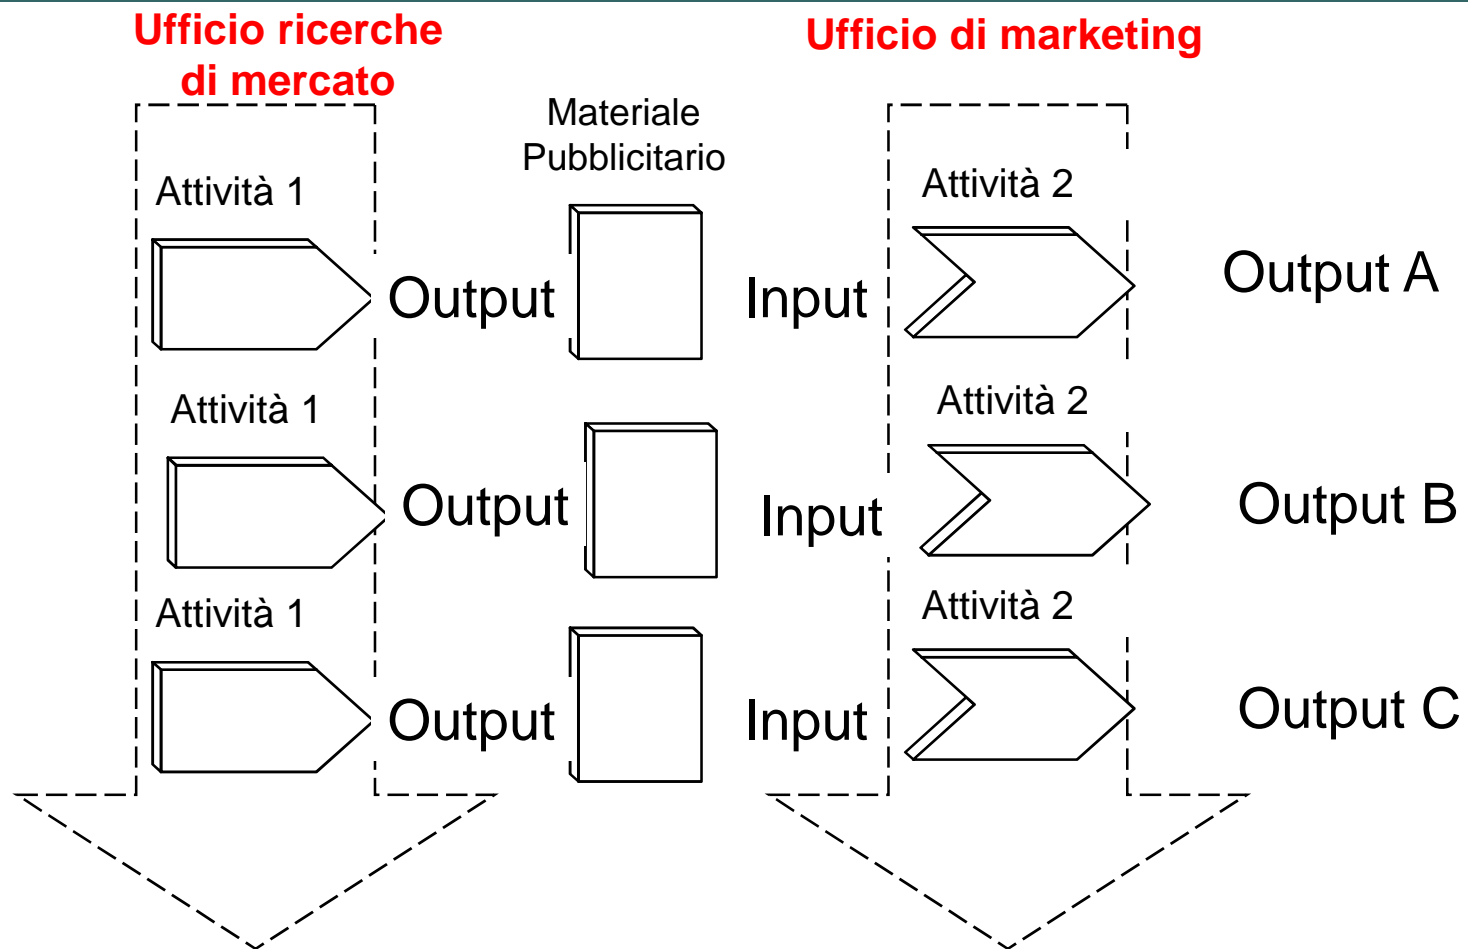 Ufficio ricerche
di mercato
Ufficio di marketing
Materiale
Pubblicitario
Attività 1
Attività 2
Output
Input
Output A
Attività 1
Attività 2
Output
Input
Output B
Attività 1
Attività 2
Output
Input
Output C